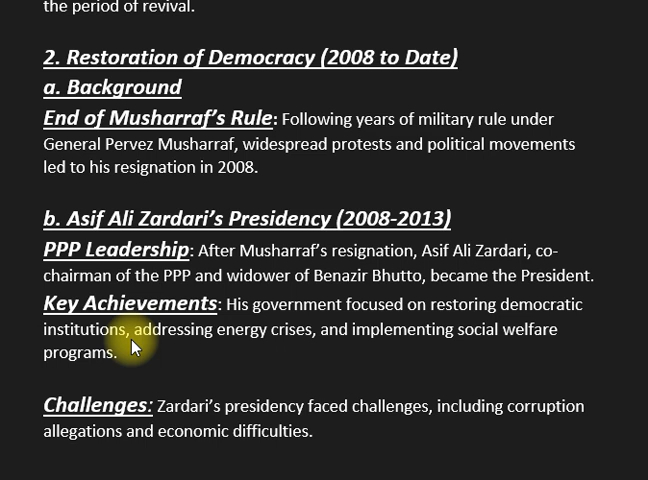 the period of revival.
2. Restoration of Democracy (2008 to Date)
a. Background
End of Musharraf’s Rule: Following years of military rule under
General Pervez Musharraf, widespread protests and political movements
led to his resignation in 2008.
b. Asif Ali Zardari’s Presidency (2008-2013)
PPP Leadership: After Musharraf’s resignation, Asif Ali Zardari, co-
chairman of the PPP and widower of Benazir Bhutto, became the President.
Key Achievements: His government focused on restoring democratic
institutions, addressing energy crises, and implementing social welfare
programs.
Challenges: Zardari’s presidency faced challenges, including corruption
allegations and economic difficulties.